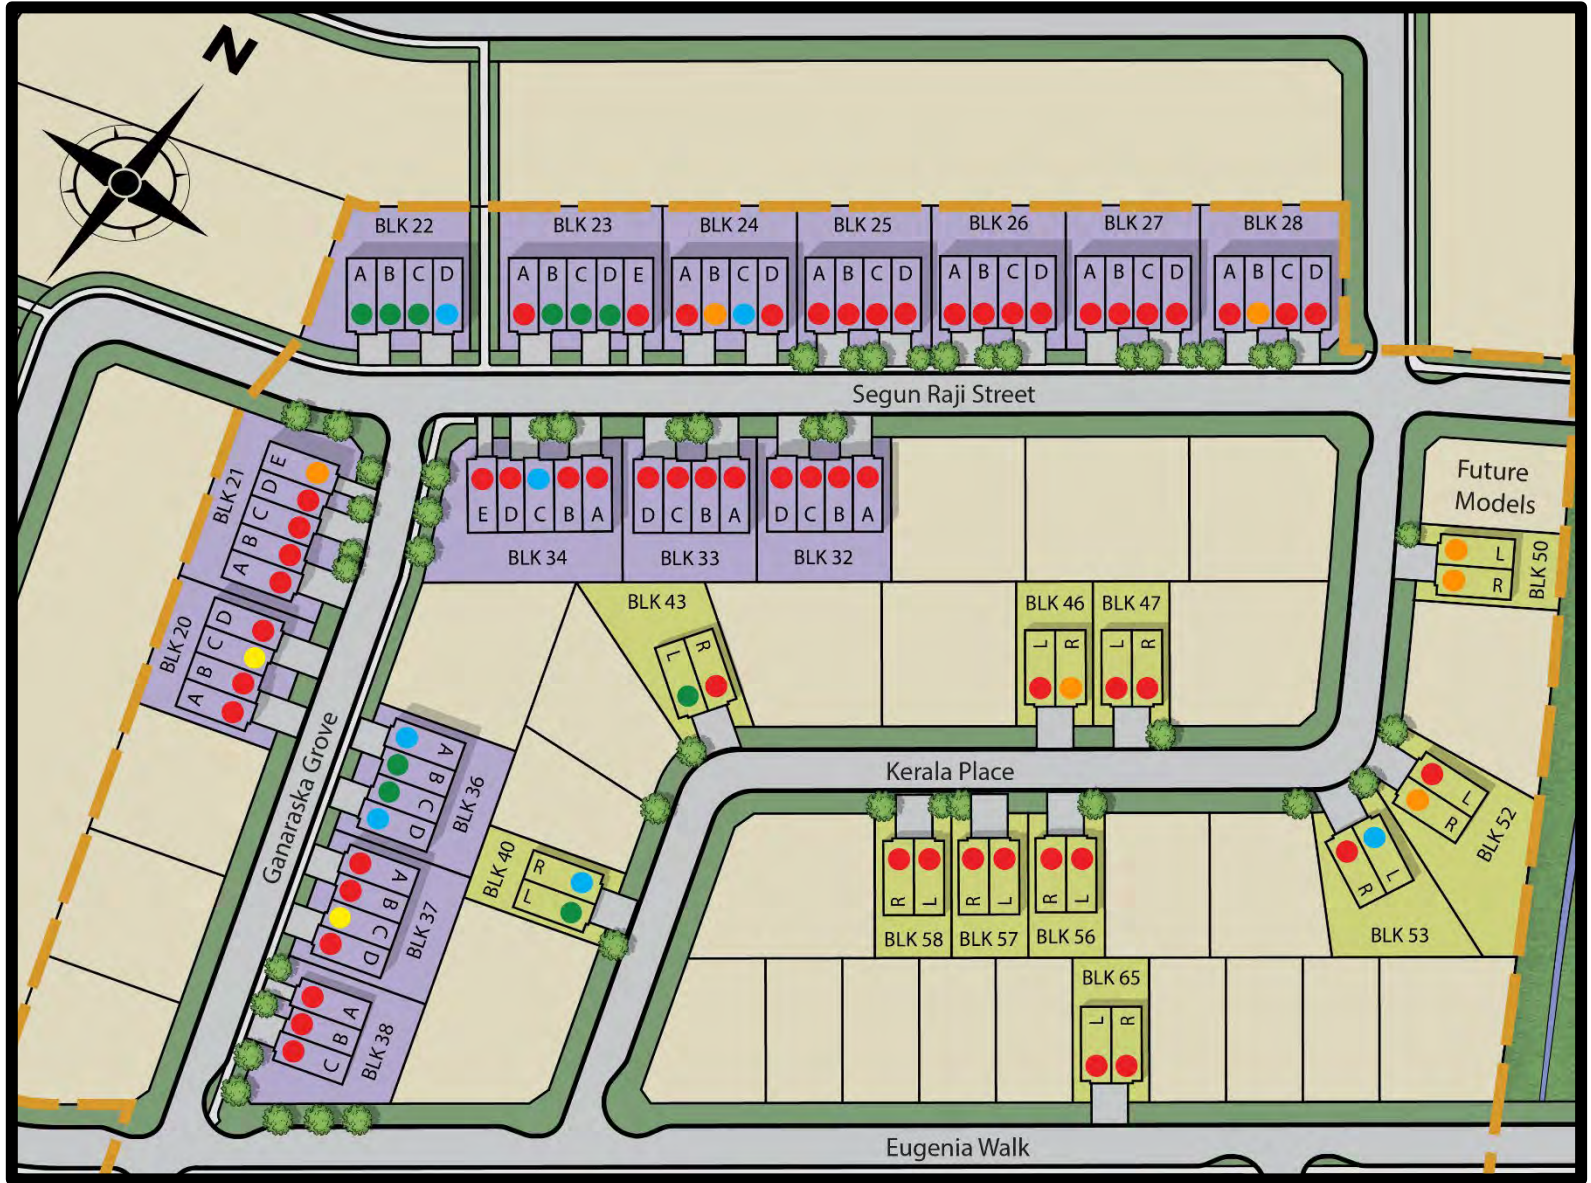 N
BLK 22
BLK 23
BLK 24
BLK 25
BLK 26
BLK 27
BLK 28
A B C D
A B C D E
A B C D
A B C D
A B C D
A B C D
A B C D
Segun Raji Street
E D C B A
D C B A
D C B A
BLK 34
BLK 33
BLK 32
BLK 21
E
D
C
B
A
BLK 20
D
C
B
A
Future
Models
BLK 50
L
R
BLK 43
L R
BLK 46
L R
BLK 47
L R
Ganaraska Grove
Kerala Place
A
B
C
D
BLK 36
BLK 40
R
L
A
B
C
D
BLK 37
A
B
C
BLK 38
R L
BLK 58
R L
BLK 57
R L
BLK 56
L
R
BLK 52
R L
BLK 53
BLK 65
L R
Eugenia Walk